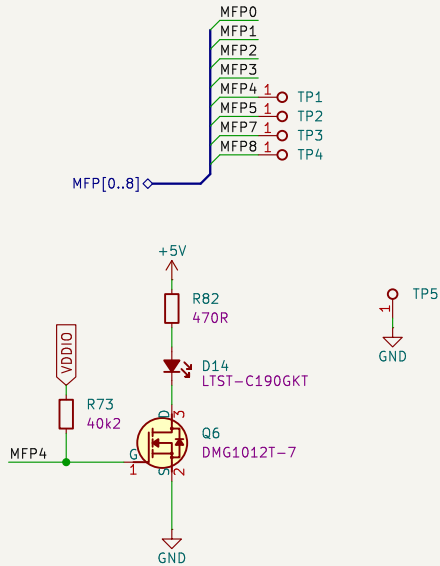 MFP0
MFP1
MFP2
MFP3
MFP4 1 TP1
MFP5 1 TP2
MFP7 1 TP3
MFP8 1 TP4
MFP[0..8]
+5V
R82
470R
TP5
1
GND
VDDIO
D14
LTST-C190GKT
R73
40k2
D 3
Q6
DMG1012T-7
MFP4
G
1
S 2
GND